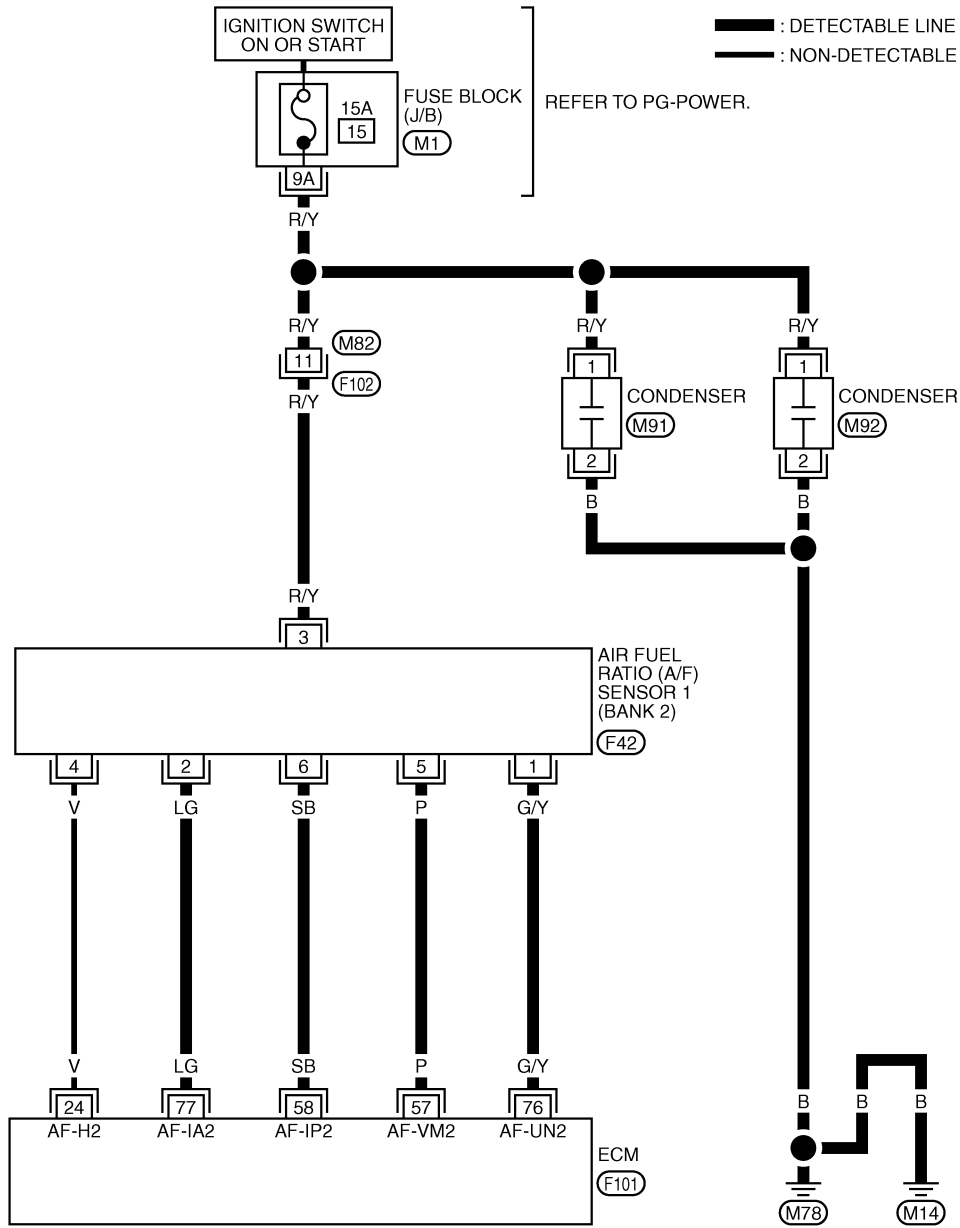 IGNITION SWITCH
ON OR START
: DETECTABLE LINE
: NON-DETECTABLE
FUSE BLOCK
(J/B)
M1
15A
15
REFER TO PG-POWER.
9A
R/Y
R/Y
R/Y
R/Y
M82
11
F102
R/Y
1
CONDENSER
M91
2
B
1
CONDENSER
M92
2
B
R/Y
3
AIR FUEL
RATIO (A/F)
SENSOR 1
(BANK 2)
F42
4
2
6
5
1
V
LG
SB
P
G/Y
V
LG
SB
P
G/Y
24
77
58
57
76
AF-H2
AF-IA2
AF-IP2
AF-VM2
AF-UN2
ECM
F101
B
B
B
M78
M14